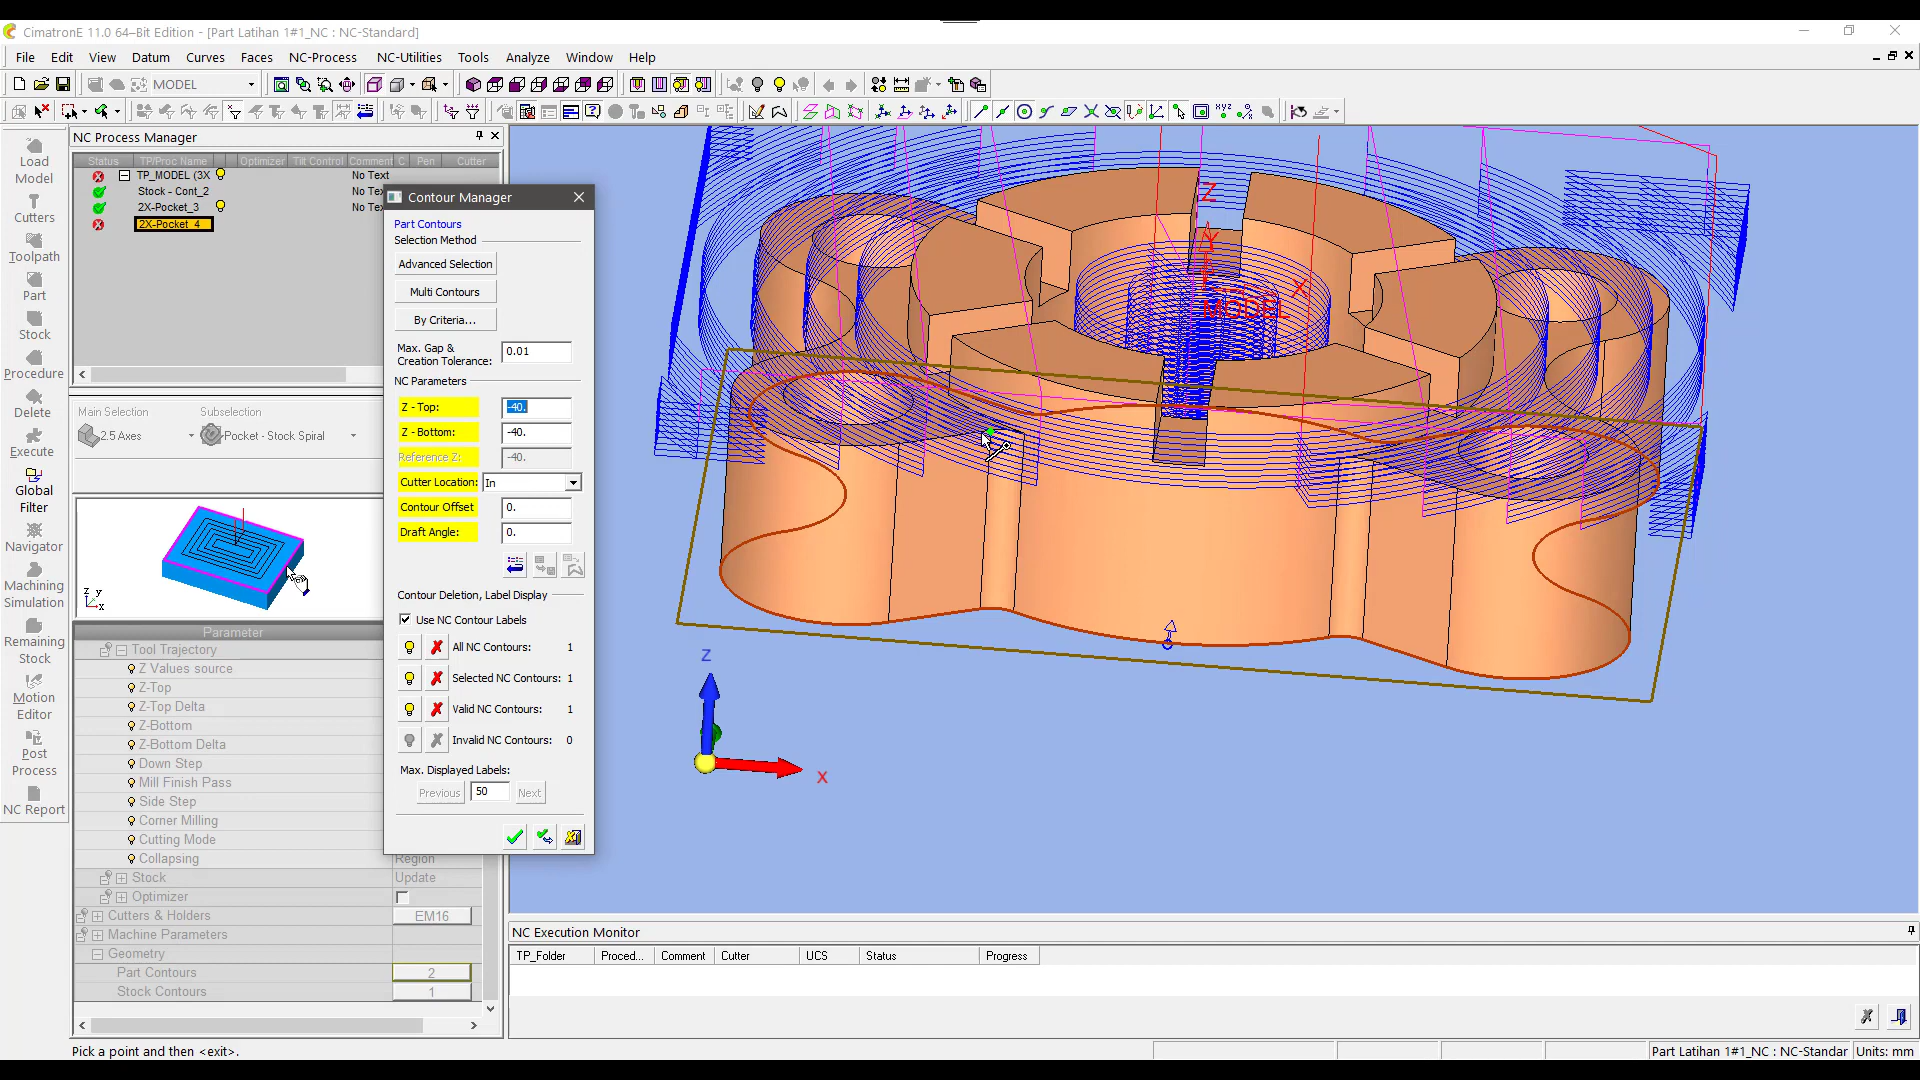 CimatronE 11.0 64–Bit Edition - [Part Latihan 1#1_NC : NC-Standard]
File Edit View Datum Curves Faces NC-Process NC-Utilities Tools Analyze Window Help
MODEL
NC Process Manager
Status TP/Proc Name Optimizer Tilt Control Comment C Pen Cutter
TP_MODEL (3X No Text
Stock - Cont_2 No Te
2X-Pocket_3 No Te
2X-Pocket_4
Load
Model
Cutters
Toolpath
Part
Stock
Procedure
Delete
Execute
Global
Filter
Navigator
Machining
Simulation
Remaining
Stock
Motion
Editor
Post
Process
NC Report
Main Selection Subselection
2.5 Axes Pocket - Stock Spiral
z y
x
Parameter
Tool Trajectory
Z Values source
Z-Top
Z-Top Delta
Z-Bottom
Z-Bottom Delta
Down Step
Mill Finish Pass
Side Step
Corner Milling
Cutting Mode
Collapsing Region
Stock Update
Optimizer
Cutters & Holders EM16
Machine Parameters
Geometry
Part Contours 2
Stock Contours 1
Contour Manager
Part Contours
Selection Method
Advanced Selection
Multi Contours
By Criteria...
Max. Gap &
Creation Tolerance: 0.01
NC Parameters
Z - Top: -40.
Z - Bottom: -40.
Reference Z: -40.
Cutter Location: In
Contour Offset 0.
Draft Angle: 0.
Contour Deletion, Label Display
Use NC Contour Labels
All NC Contours: 1
Selected NC Contours: 1
Valid NC Contours: 1
Invalid NC Contours: 0
Max. Displayed Labels:
Previous 50 Next
Z
Y
X
MODEL
Z
X
NC Execution Monitor
TP_Folder Proced... Comment Cutter UCS Status Progress
Pick a point and then <exit>.
Part Latihan 1#1_NC : NC-Standar Units: mm